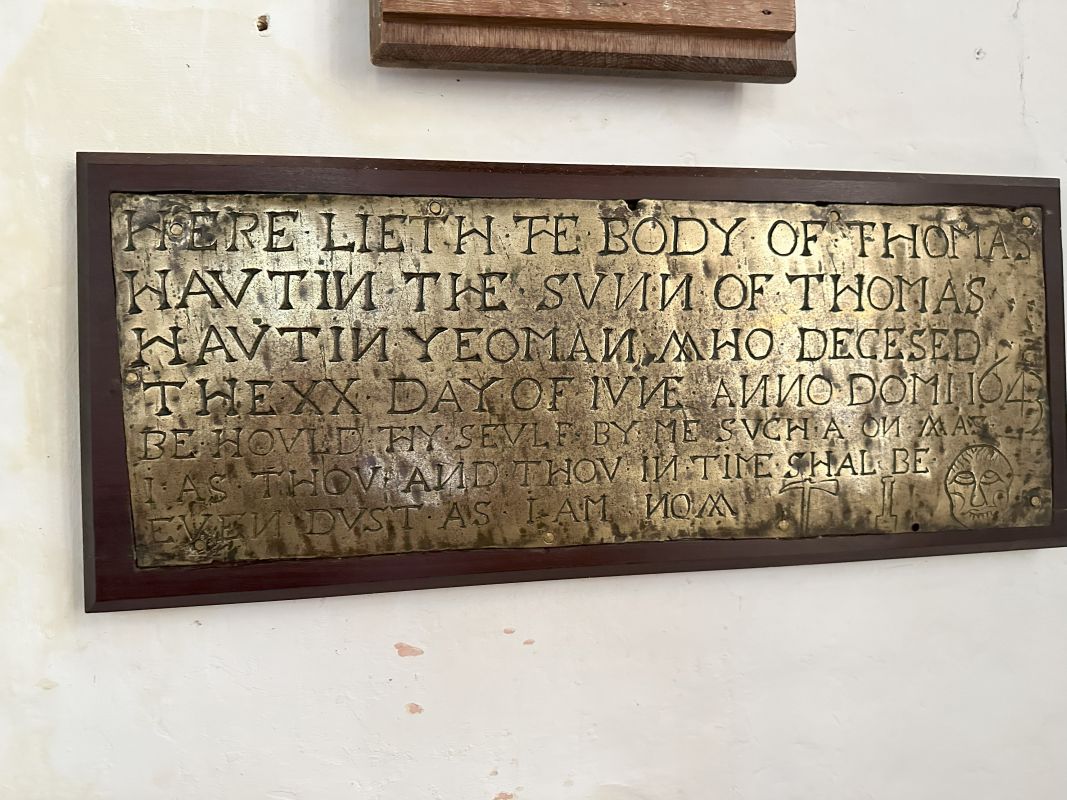 HERE · LIETH · TE · BODY · OF · THOMAS
HAVTIN THE · SVNN OF THOMAS
HAVTIN YEOMAN, WHO DECESED
THE XX DAY OF IVNE ANNO DOMI 1643
BE HOVLD THY SEVLF BY ME SVCH A ON WAS
I · AS THOV · AND THOV IN TIME SHAL BE
EVEN DVST AS · I AM NOW T I